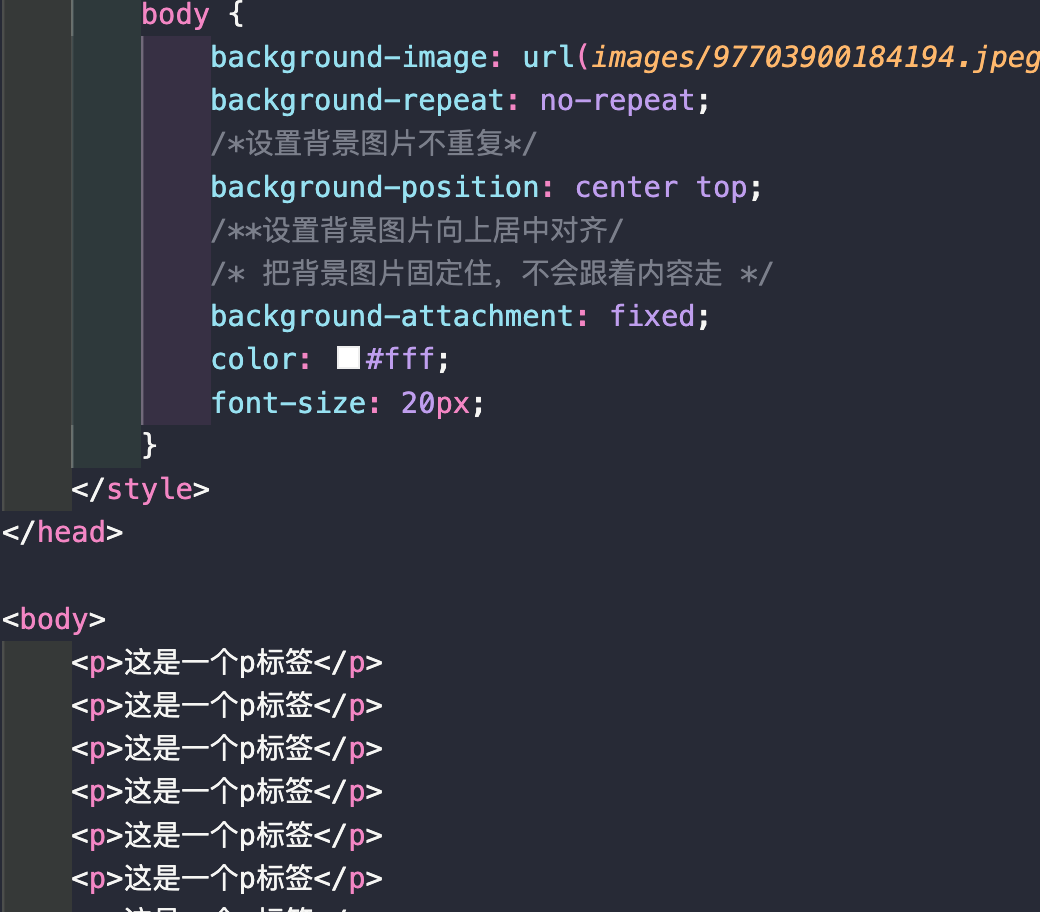 body {
background-image: url(images/97703900184194.jpeg
background-repeat: no-repeat;
/*设置背景图片不重复*/
background-position: center top;
/**设置背景图片向上居中对齐/
/* 把背景图片固定住，不会跟着内容走 */
background-attachment: fixed;
color: #fff;
font-size: 20px;
}
</style>
</head>
<body>
<p>这是一个p标签</p>
<p>这是一个p标签</p>
<p>这是一个p标签</p>
<p>这是一个p标签</p>
<p>这是一个p标签</p>
<p>这是一个p标签</p>